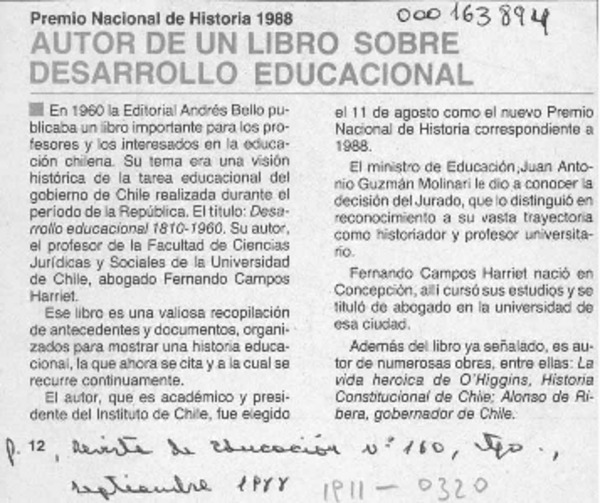 Premio Nacional de Historia 1988
000163894
AUTOR DE UN LIBRO SOBRE
DESARROLLO EDUCACIONAL
En 1960 la Editorial Andrés Bello pu-
blicaba un libro importante para los pro-
fesores y los interesados en la educa-
ción chilena. Su tema era una visión
histórica de la tarea educacional del
gobierno de Chile realizada durante el
período de la República. El título: Desa-
rrollo educacional 1810-1960. Su autor,
el profesor de la Facultad de Ciencias
Jurídicas y Sociales de la Universidad
de Chile, abogado Fernando Campos
Harriet.
Ese libro es una valiosa recopilación
de antecedentes y documentos, organi-
zados para mostrar una historia educa-
cional, la que ahora se cita y a la cual se
recurre continuamente.
El autor, que es académico y presi-
dente del Instituto de Chile, fue elegido
el 11 de agosto como el nuevo Premio
Nacional de Historia correspondiente a
1988.
El ministro de Educación, Juan Anto-
nio Guzmán Molinari le dio a conocer la
decisión del Jurado, que lo distinguió en
reconocimiento a su vasta trayectoria
como historiador y profesor universita-
rio.
Fernando Campos Harriet nació en
Concepción, allí cursó sus estudios y se
tituló de abogado en la universidad de
esa ciudad.
Además del libro ya señalado, es au-
tor de numerosas obras, entre ellas: La
vida heroica de O'Higgins, Historia
Constitucional de Chile; Alonso de Ri-
bera, gobernador de Chile.
p. 12, Revista de Educación n° 160, Stgo.,
septiembre 1988
1911-0320